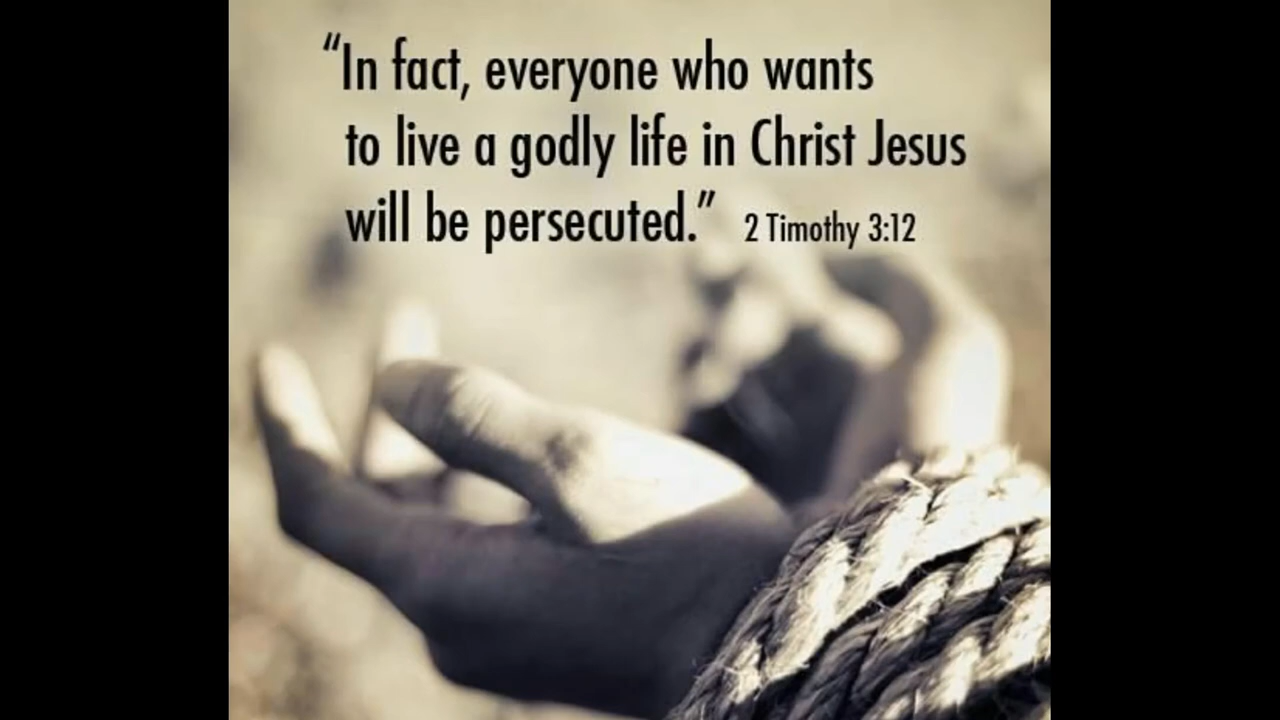 “In fact, everyone who wants
to live a godly life in Christ Jesus
will be persecuted.” 2 Timothy 3:12